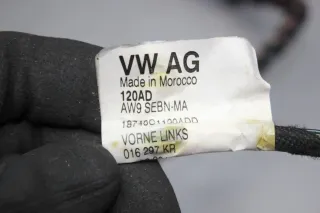 VW AG
Made in Morocco
120AD
AW9 SEBN-MA
VORNE LINKS
016 297 KR